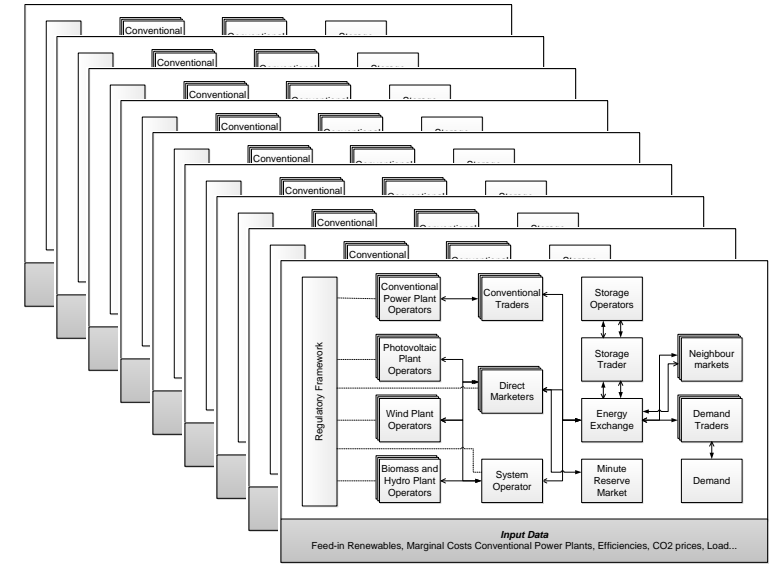 Conventional
Storage
Conventional
Conventional
Conventional
Conventional
Conventional
Conventional
Conventional
Regulatory Framework
Conventional
Power Plant
Operators
Conventional
Traders
Storage
Operators
Photovoltaic
Plant
Operators
Direct
Marketers
Storage
Trader
Neighbour
markets
Wind Plant
Operators
Energy
Exchange
Demand
Traders
Biomass and
Hydro Plant
Operators
System
Operator
Minute
Reserve
Market
Demand
Input Data
Feed-in Renewables, Marginal Costs Conventional Power Plants, Efficiencies, CO2 prices, Load...